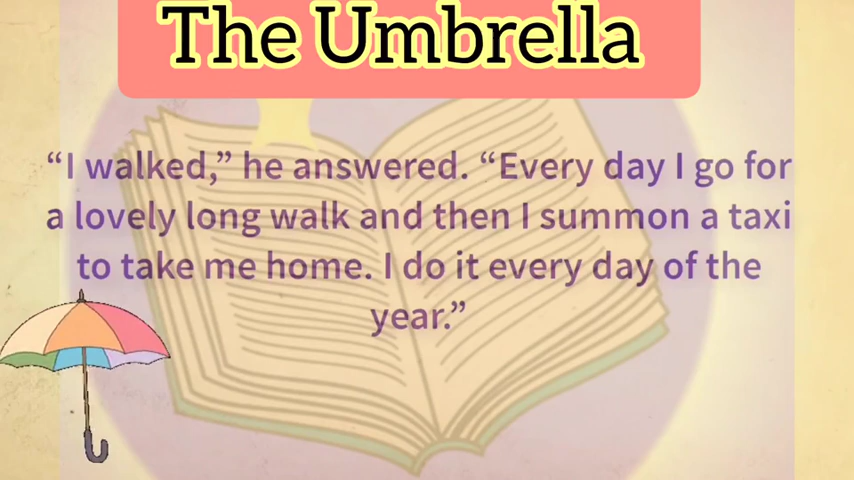 The Umbrella
“I walked,” he answered. “Every day I go for
a lovely long walk and then I summon a taxi
to take me home. I do it every day of the
year.”